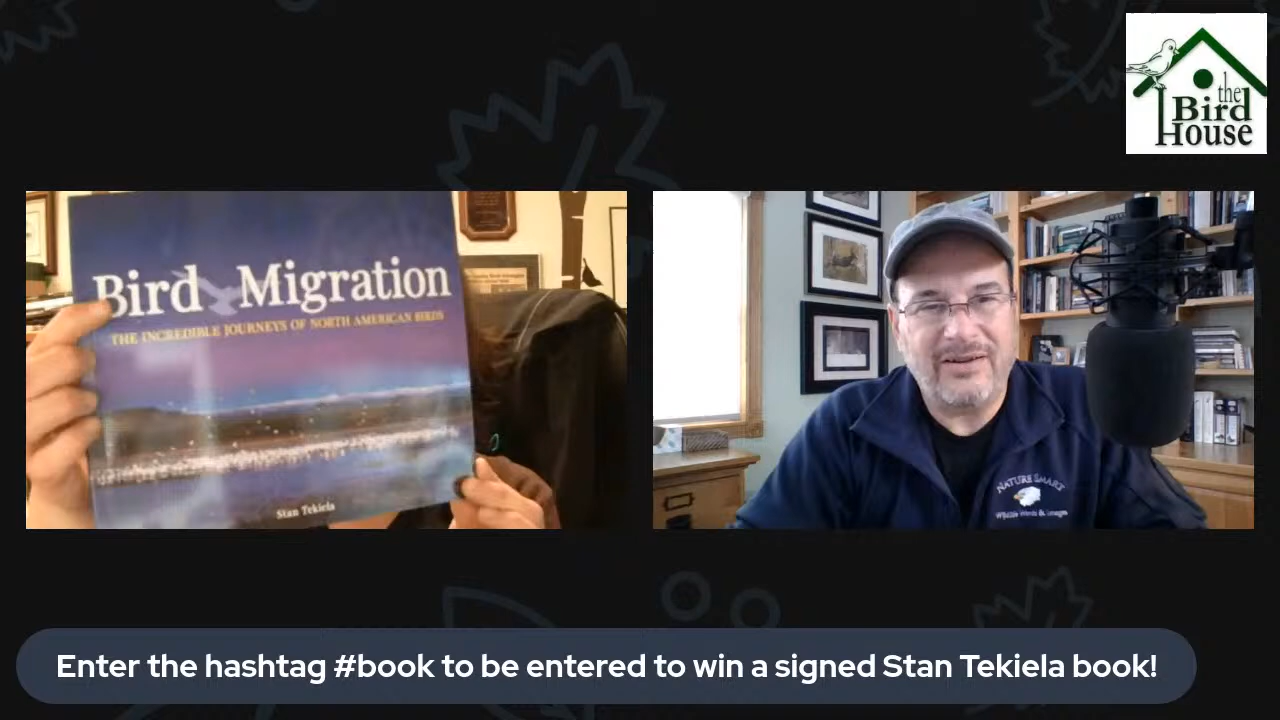 the
Bird
House
Bird Migration
THE INCREDIBLE JOURNEYS OF NORTH AMERICAN BIRDS
Stan Tekiela
NATURE SMART
Wildlife Words & Images
Enter the hashtag #book to be entered to win a signed Stan Tekiela book!